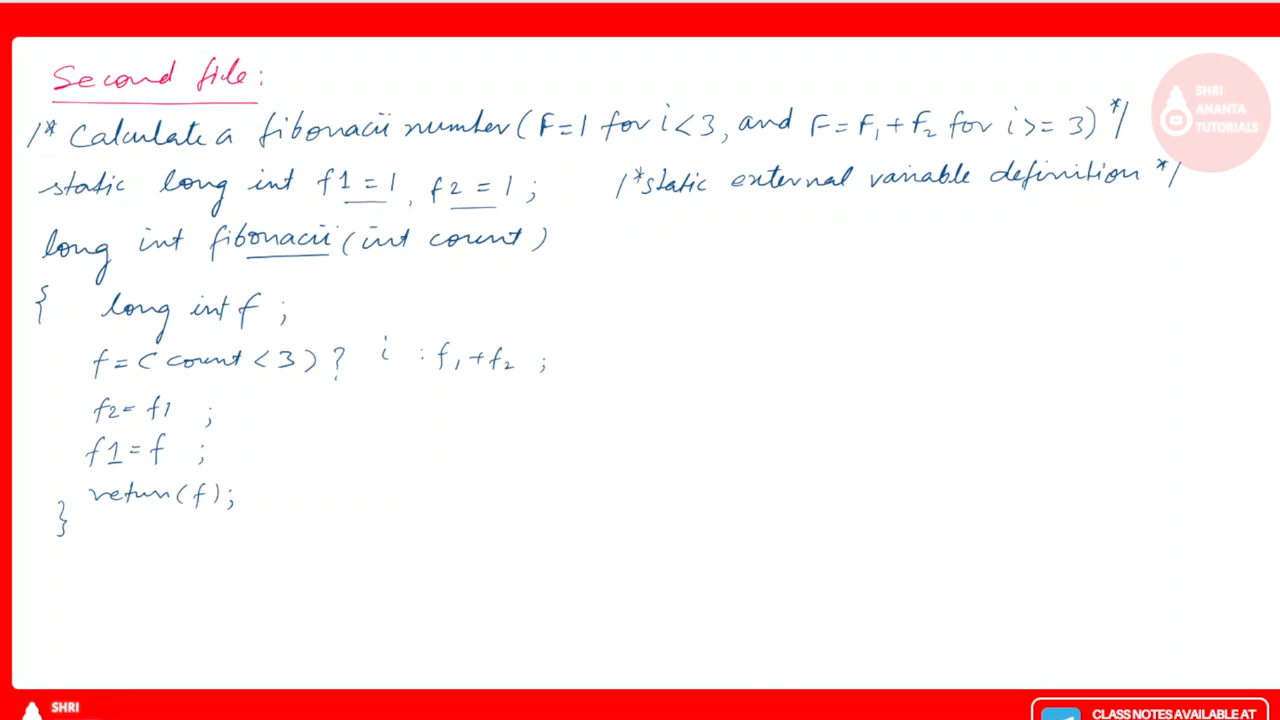 Second file:
/* Calculate a fibonacii number (F=1 for i<3, and F=F1+F2 for i>=3) */
static long int f1=1, f2=1; /*static external variable definition */
long int fibonacii (int count)
{ long int f;
f=(count<3)? i : f1+f2 ;
f2=f1 ;
f1=f ;
return(f);
}
SHRI
ANANTA
TUTORIALS
SHRI
CLASS NOTES AVAILABLE AT